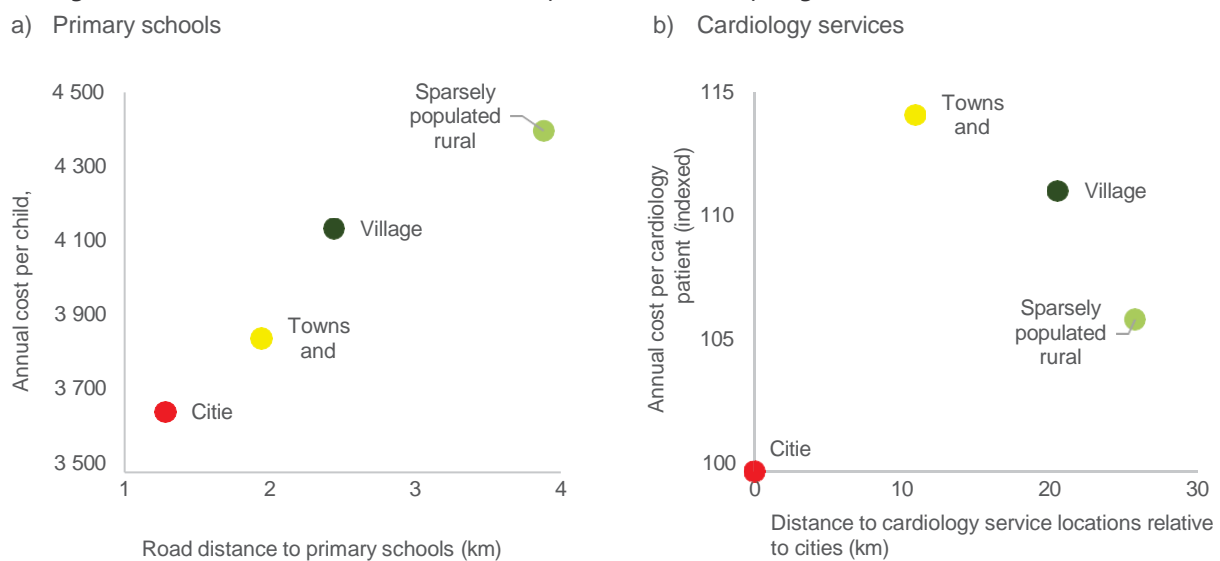 a) Primary schools
4 500
4 300
4 100
3 900
3 700
3 500
Annual cost per child,
Sparsely
populated
rural
Village
Towns
and
Citie
1
2
3
4
Road distance to primary schools (km)
b) Cardiology services
115
110
105
100
Annual cost per cardiology
patient (indexed)
Towns
and
Village
Sparsely
populated
rural
Citie
0
10
20
30
Distance to cardiology service locations relative
to cities (km)